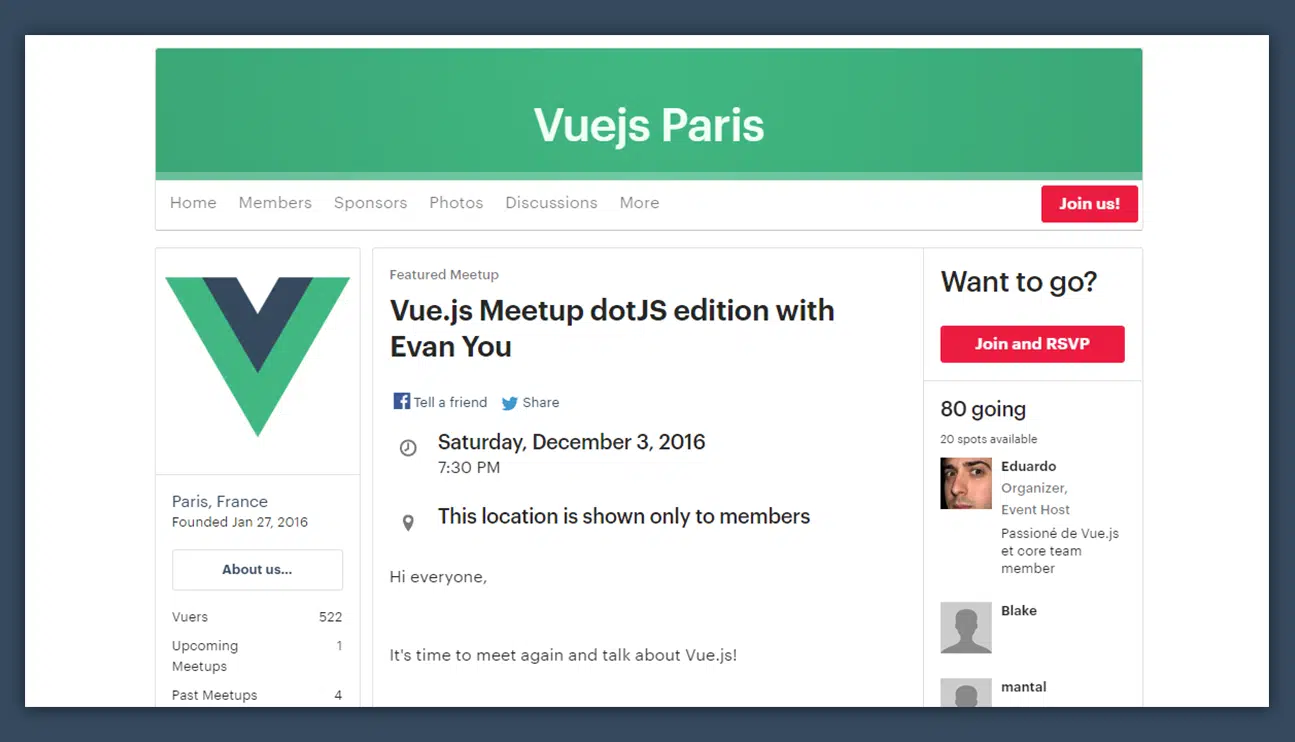 Vuejs Paris
Home Members Sponsors Photos Discussions More
Join us!
Paris, France
Founded Jan 27, 2016
About us...
Vuers 522
Upcoming Meetups 1
Past Meetups 4
Featured Meetup
Vue.js Meetup dotJS edition with
Evan You
Tell a friend Share
Saturday, December 3, 2016
7:30 PM
This location is shown only to members
Hi everyone,
It's time to meet again and talk about Vue.js!
Want to go?
Join and RSVP
80 going
20 spots available
Eduardo
Organizer,
Event Host
Passioné de Vue.js
et core team
member
Blake
mantal